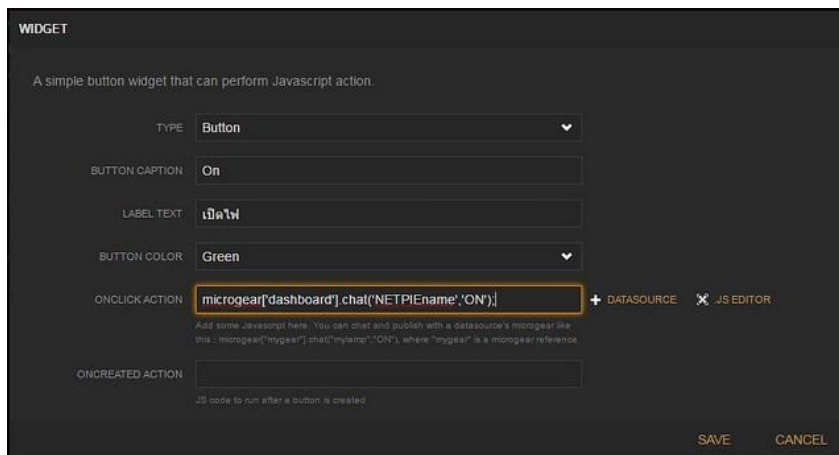 WIDGET
A simple button widget that can perform Javascript action.
TYPE Button
BUTTON CAPTION On
LABEL TEXT เปิดไฟ
BUTTON COLOR Green
ONCLICK ACTION microgear['dashboard'].chat('NETPIEname','ON'); + DATASOURCE JS EDITOR
Add some Javascript here. You can chat and publish with a datasource's microgear like
this : microgear["mygear"].chat("mylamp","ON"), where "mygear" is a microgear reference.
ONCREATED ACTION
JS code to run after a button is created
SAVE CANCEL